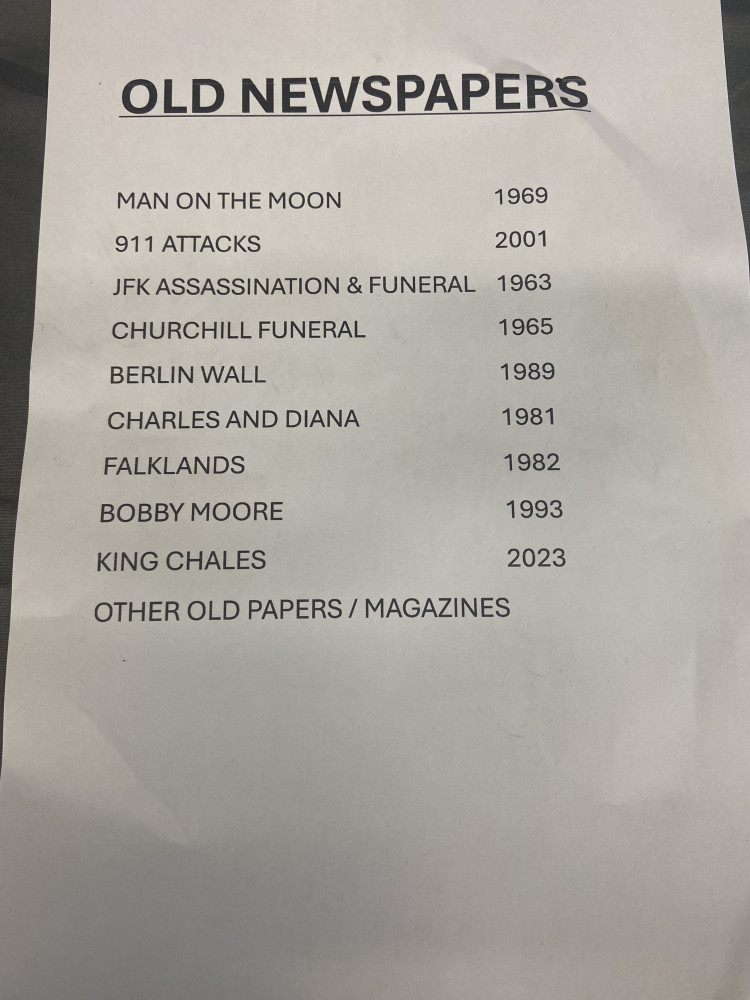 OLD NEWSPAPERS
MAN ON THE MOON 1969
911 ATTACKS 2001
JFK ASSASSINATION & FUNERAL 1963
CHURCHILL FUNERAL 1965
BERLIN WALL 1989
CHARLES AND DIANA 1981
FALKLANDS 1982
BOBBY MOORE 1993
KING CHALES 2023
OTHER OLD PAPERS / MAGAZINES